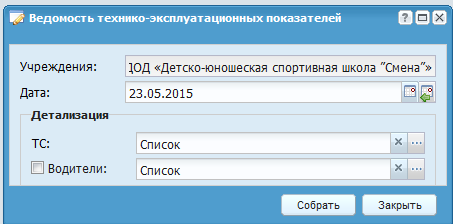 Ведомость технико-эксплуатационных показателей
Учреждения: ДОД «Детско-юношеская спортивная школа "Смена"»
Дата: 23.05.2015
Детализация
ТС: Список
Водители: Список
Собрать Закрыть